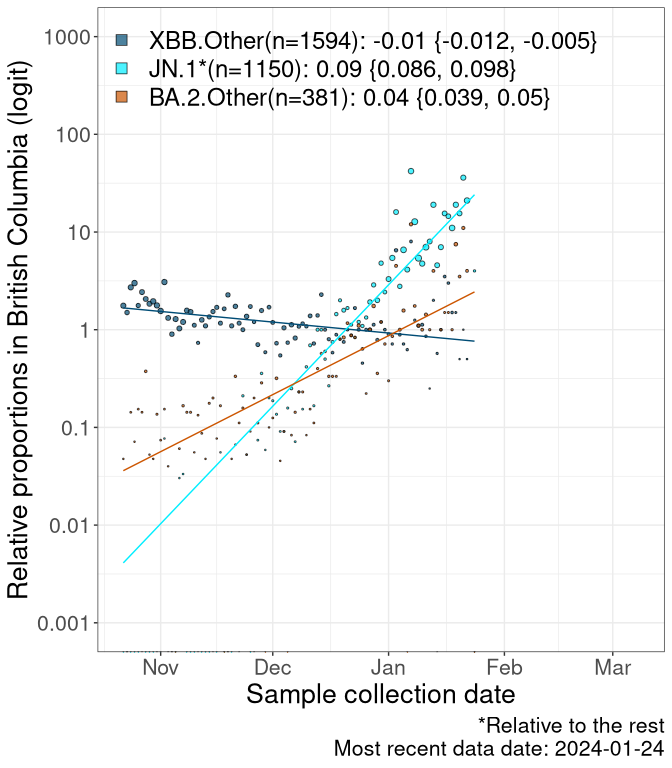 XBB.Other(n=1594): -0.01 {-0.012, -0.005}
JN.1*(n=1150): 0.09 {0.086, 0.098}
BA.2.Other(n=381): 0.04 {0.039, 0.05}
Relative proportions in British Columbia (logit)
1000
100
10
1
0.1
0.01
0.001
Nov Dec Jan Feb Mar
Sample collection date
*Relative to the rest
Most recent data date: 2024-01-24